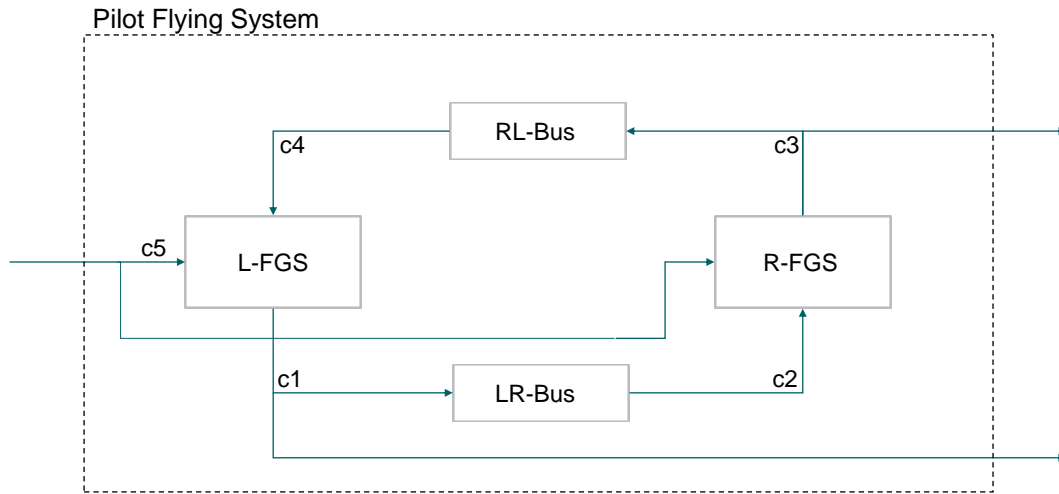 Pilot Flying System
RL-Bus
c4
c3
c5
L-FGS
R-FGS
c1
LR-Bus
c2